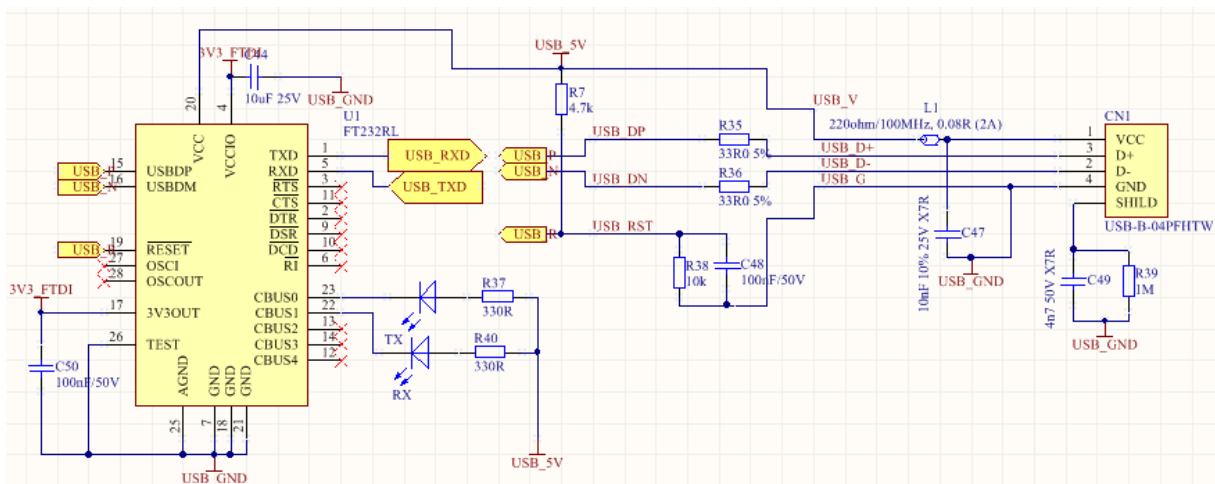 USB_5V
3V3_FTDI
C44
10uF 25V
USB_GND
R7
4.7k
USB_V
L1
220ohm/100MHz, 0.08R (2A)
CN1
20
4
U1
FT232RL
VCC
VCCIO
15
USBDP
16
USBDM
19
RESET
27
OSCI
28
OSCOUT
17
3V3OUT
26
TEST
3V3_FTDI
C50
100nF/50V
AGND
GND
GND
GND
25
7
18
21
USB_GND
TXD
1
RXD
5
RTS
3
CTS
11
DTR
2
DSR
9
DCD
10
RI
6
CBUS0
23
CBUS1
22
CBUS2
13
CBUS3
14
CBUS4
12
USB_RXD
USB_TXD
TX
RX
R37
330R
R40
330R
USB_5V
USB_DP
USB_DN
USB_RST
R35
33R0 5%
R36
33R0 5%
USB_D+
USB_D-
USB_G
R38
10k
C48
100nF/50V
10nF 10% 25V X7R
C47
USB_GND
1
VCC
3
D+
2
D-
4
GND
SHILD
USB-B-04PFHTW
4n7 50V X7R
C49
R39
1M
USB_GND